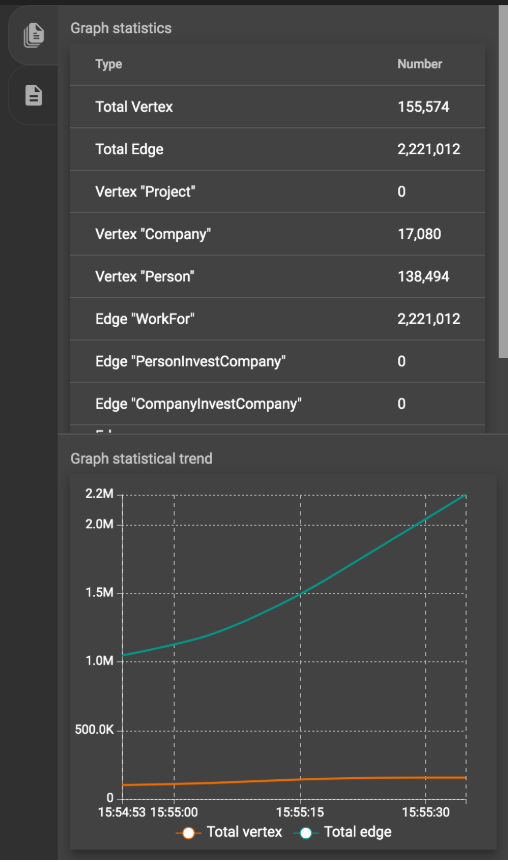 Graph statistics
Type Number
Total Vertex 155,574
Total Edge 2,221,012
Vertex "Project" 0
Vertex "Company" 17,080
Vertex "Person" 138,494
Edge "WorkFor" 2,221,012
Edge "PersonInvestCompany" 0
Edge "CompanyInvestCompany" 0
Graph statistical trend
2.2M
2.0M
1.5M
1.0M
500.0K
0
15:54:53 15:55:00 15:55:15 15:55:30
Total vertex Total edge